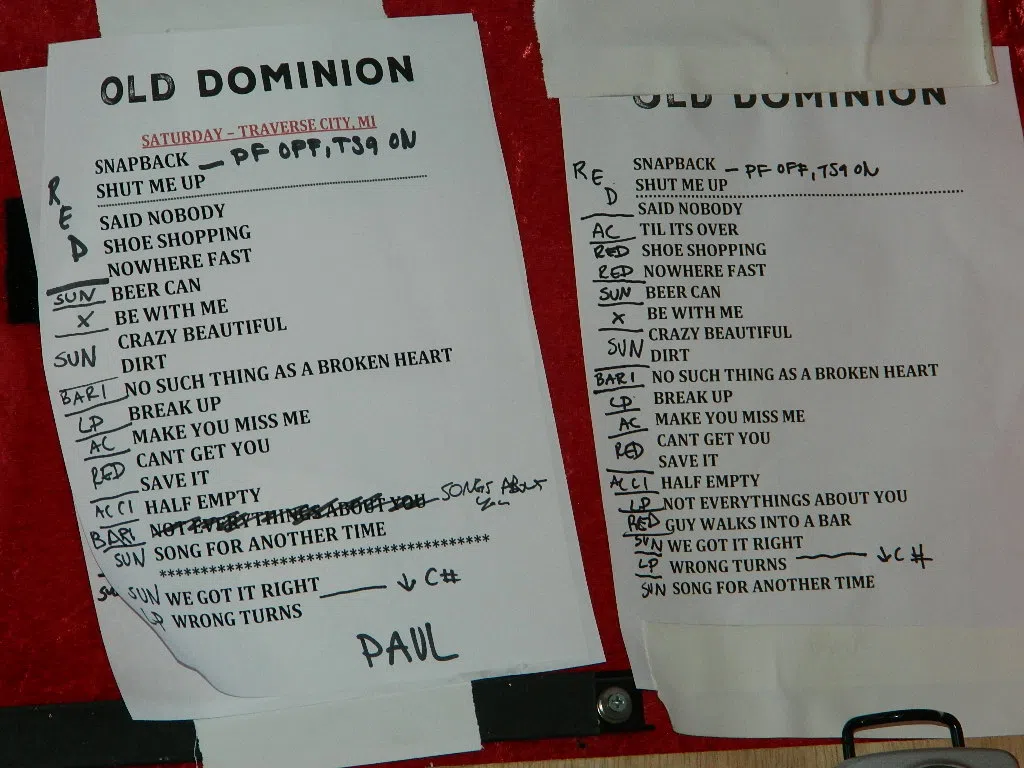 OLD DOMINION
SATURDAY – TRAVERSE CITY, MI
SNAPBACK — PF OFF, TS9 ON
SHUT ME UP
RED
SAID NOBODY
SHOE SHOPPING
NOWHERE FAST
SUN BEER CAN
X BE WITH ME
CRAZY BEAUTIFUL
SUN DIRT
BARI NO SUCH THING AS A BROKEN HEART
LP BREAK UP
AC MAKE YOU MISS ME
RED CANT GET YOU
SAVE IT
ACCI HALF EMPTY
BARI NOT EVERYTHINGS ABOUT YOU — SONGS ABOUT
SUN SONG FOR ANOTHER TIME
************************************
SUN WE GOT IT RIGHT ↓ C#
LP WRONG TURNS
PAUL
OLD DOMINION
SNAPBACK — PF OFF, TS9 ON
RED
SHUT ME UP
SAID NOBODY
AC TIL ITS OVER
RED SHOE SHOPPING
RED NOWHERE FAST
SUN BEER CAN
X BE WITH ME
CRAZY BEAUTIFUL
SUN DIRT
BARI NO SUCH THING AS A BROKEN HEART
LP BREAK UP
AC MAKE YOU MISS ME
RED CANT GET YOU
SAVE IT
ACCI HALF EMPTY
LP NOT EVERYTHINGS ABOUT YOU
RED GUY WALKS INTO A BAR
SUN WE GOT IT RIGHT
LP WRONG TURNS ↓ C#
SUN SONG FOR ANOTHER TIME